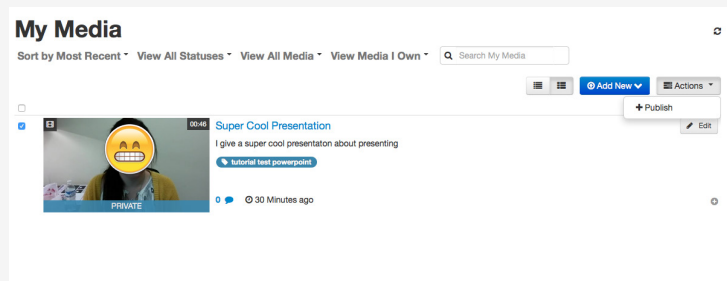 My Media
Sort by Most Recent View All Statuses View All Media View Media I Own Search My Media
Add New Actions
Publish
00:46 Super Cool Presentation Edit
I give a super cool presentaton about presenting
tutorial test powerpoint
PRIVATE 0 30 Minutes ago